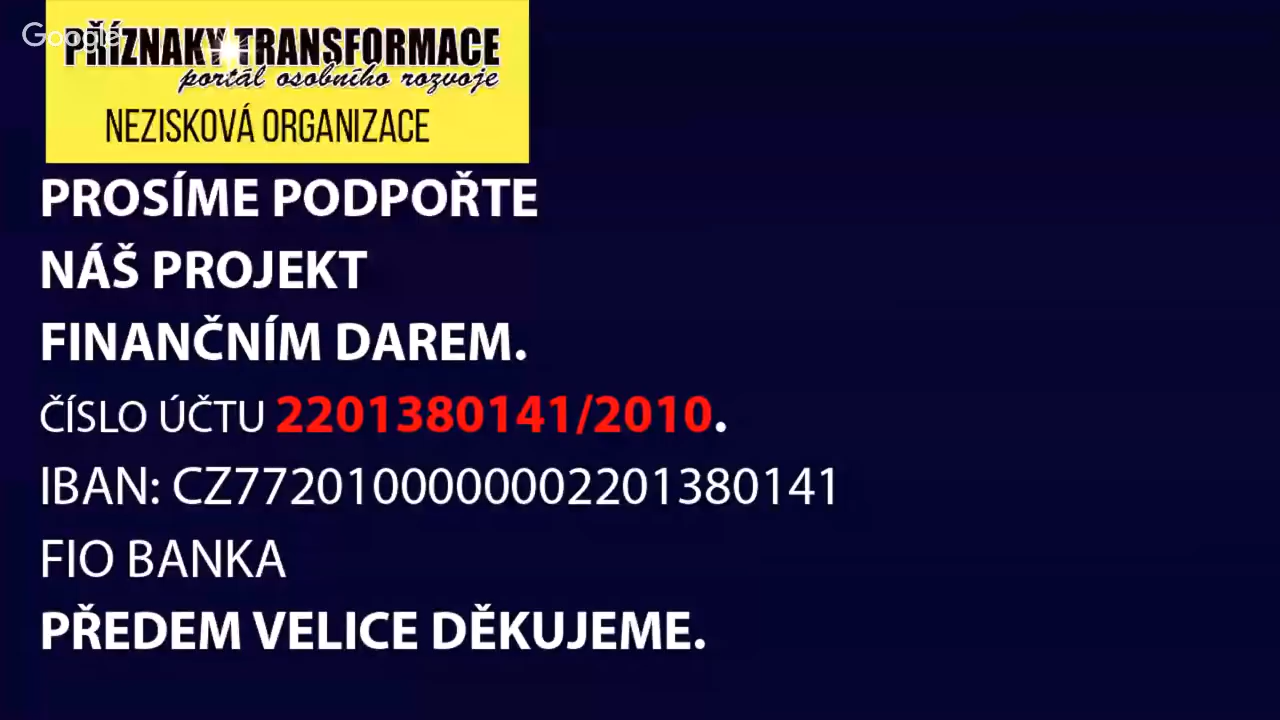 Google
PŘÍZNAKY TRANSFORMACE
portál osobního rozvoje
NEZISKOVÁ ORGANIZACE
PROSÍME PODPOŘTE
NÁŠ PROJEKT
FINANČNÍM DAREM.
ČÍSLO ÚČTU 2201380141/2010.
IBAN: CZ7720100000002201380141
FIO BANKA
PŘEDEM VELICE DĚKUJEME.